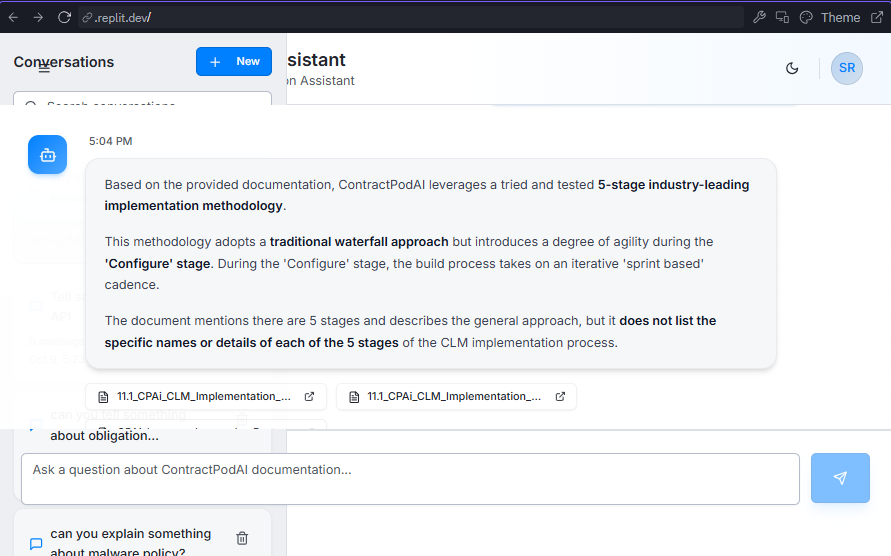 .replit.dev/
Theme
Conversations
+ New
sistant
on Assistant
SR
Search conversations...
5:04 PM
Based on the provided documentation, ContractPodAI leverages a tried and tested 5-stage industry-leading
implementation methodology.
This methodology adopts a traditional waterfall approach but introduces a degree of agility during the
'Configure' stage. During the 'Configure' stage, the build process takes on an iterative 'sprint based'
cadence.
The document mentions there are 5 stages and describes the general approach, but it does not list the
specific names or details of each of the 5 stages of the CLM implementation process.
11.1_CPAi_CLM_Implementation_...
11.1_CPAi_CLM_Implementation_...
can you tell something
about obligation...
Ask a question about ContractPodAI documentation...
can you explain something
about malware policy?